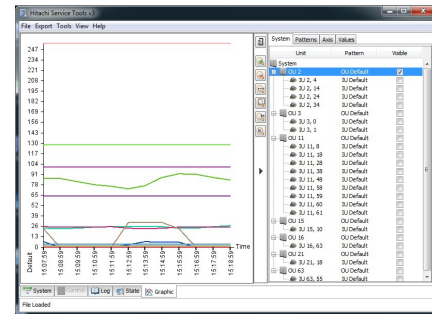 Hitachi Service Tools v3
File Export Tools View Help
System Patterns Axis Values
Unit Pattern Visible
System
OU 2 OU Default
IU 2, 4 IU Default
IU 2, 14 IU Default
IU 2, 24 IU Default
IU 2, 34 IU Default
OU 3 OU Default
IU 3, 0 IU Default
IU 3, 1 IU Default
OU 11 OU Default
IU 11, 8 IU Default
IU 11, 18 IU Default
IU 11, 28 IU Default
IU 11, 38 IU Default
IU 11, 48 IU Default
IU 11, 58 IU Default
IU 11, 59 IU Default
IU 11, 60 IU Default
IU 11, 61 IU Default
OU 15 OU Default
IU 15, 10 IU Default
OU 16 OU Default
IU 16, 63 IU Default
OU 21 OU Default
IU 21, 18 IU Default
OU 63 OU Default
IU 63, 55 IU Default
247
234
221
208
195
182
169
156
143
130
117
104
91
78
65
52
39
26
13
0
Time
Default
15:07:59
15:08:59
15:09:59
15:10:59
15:11:59
15:12:59
15:13:59
15:14:59
15:15:59
15:16:59
15:17:59
15:18:59
System Log State Graphic
File Loaded